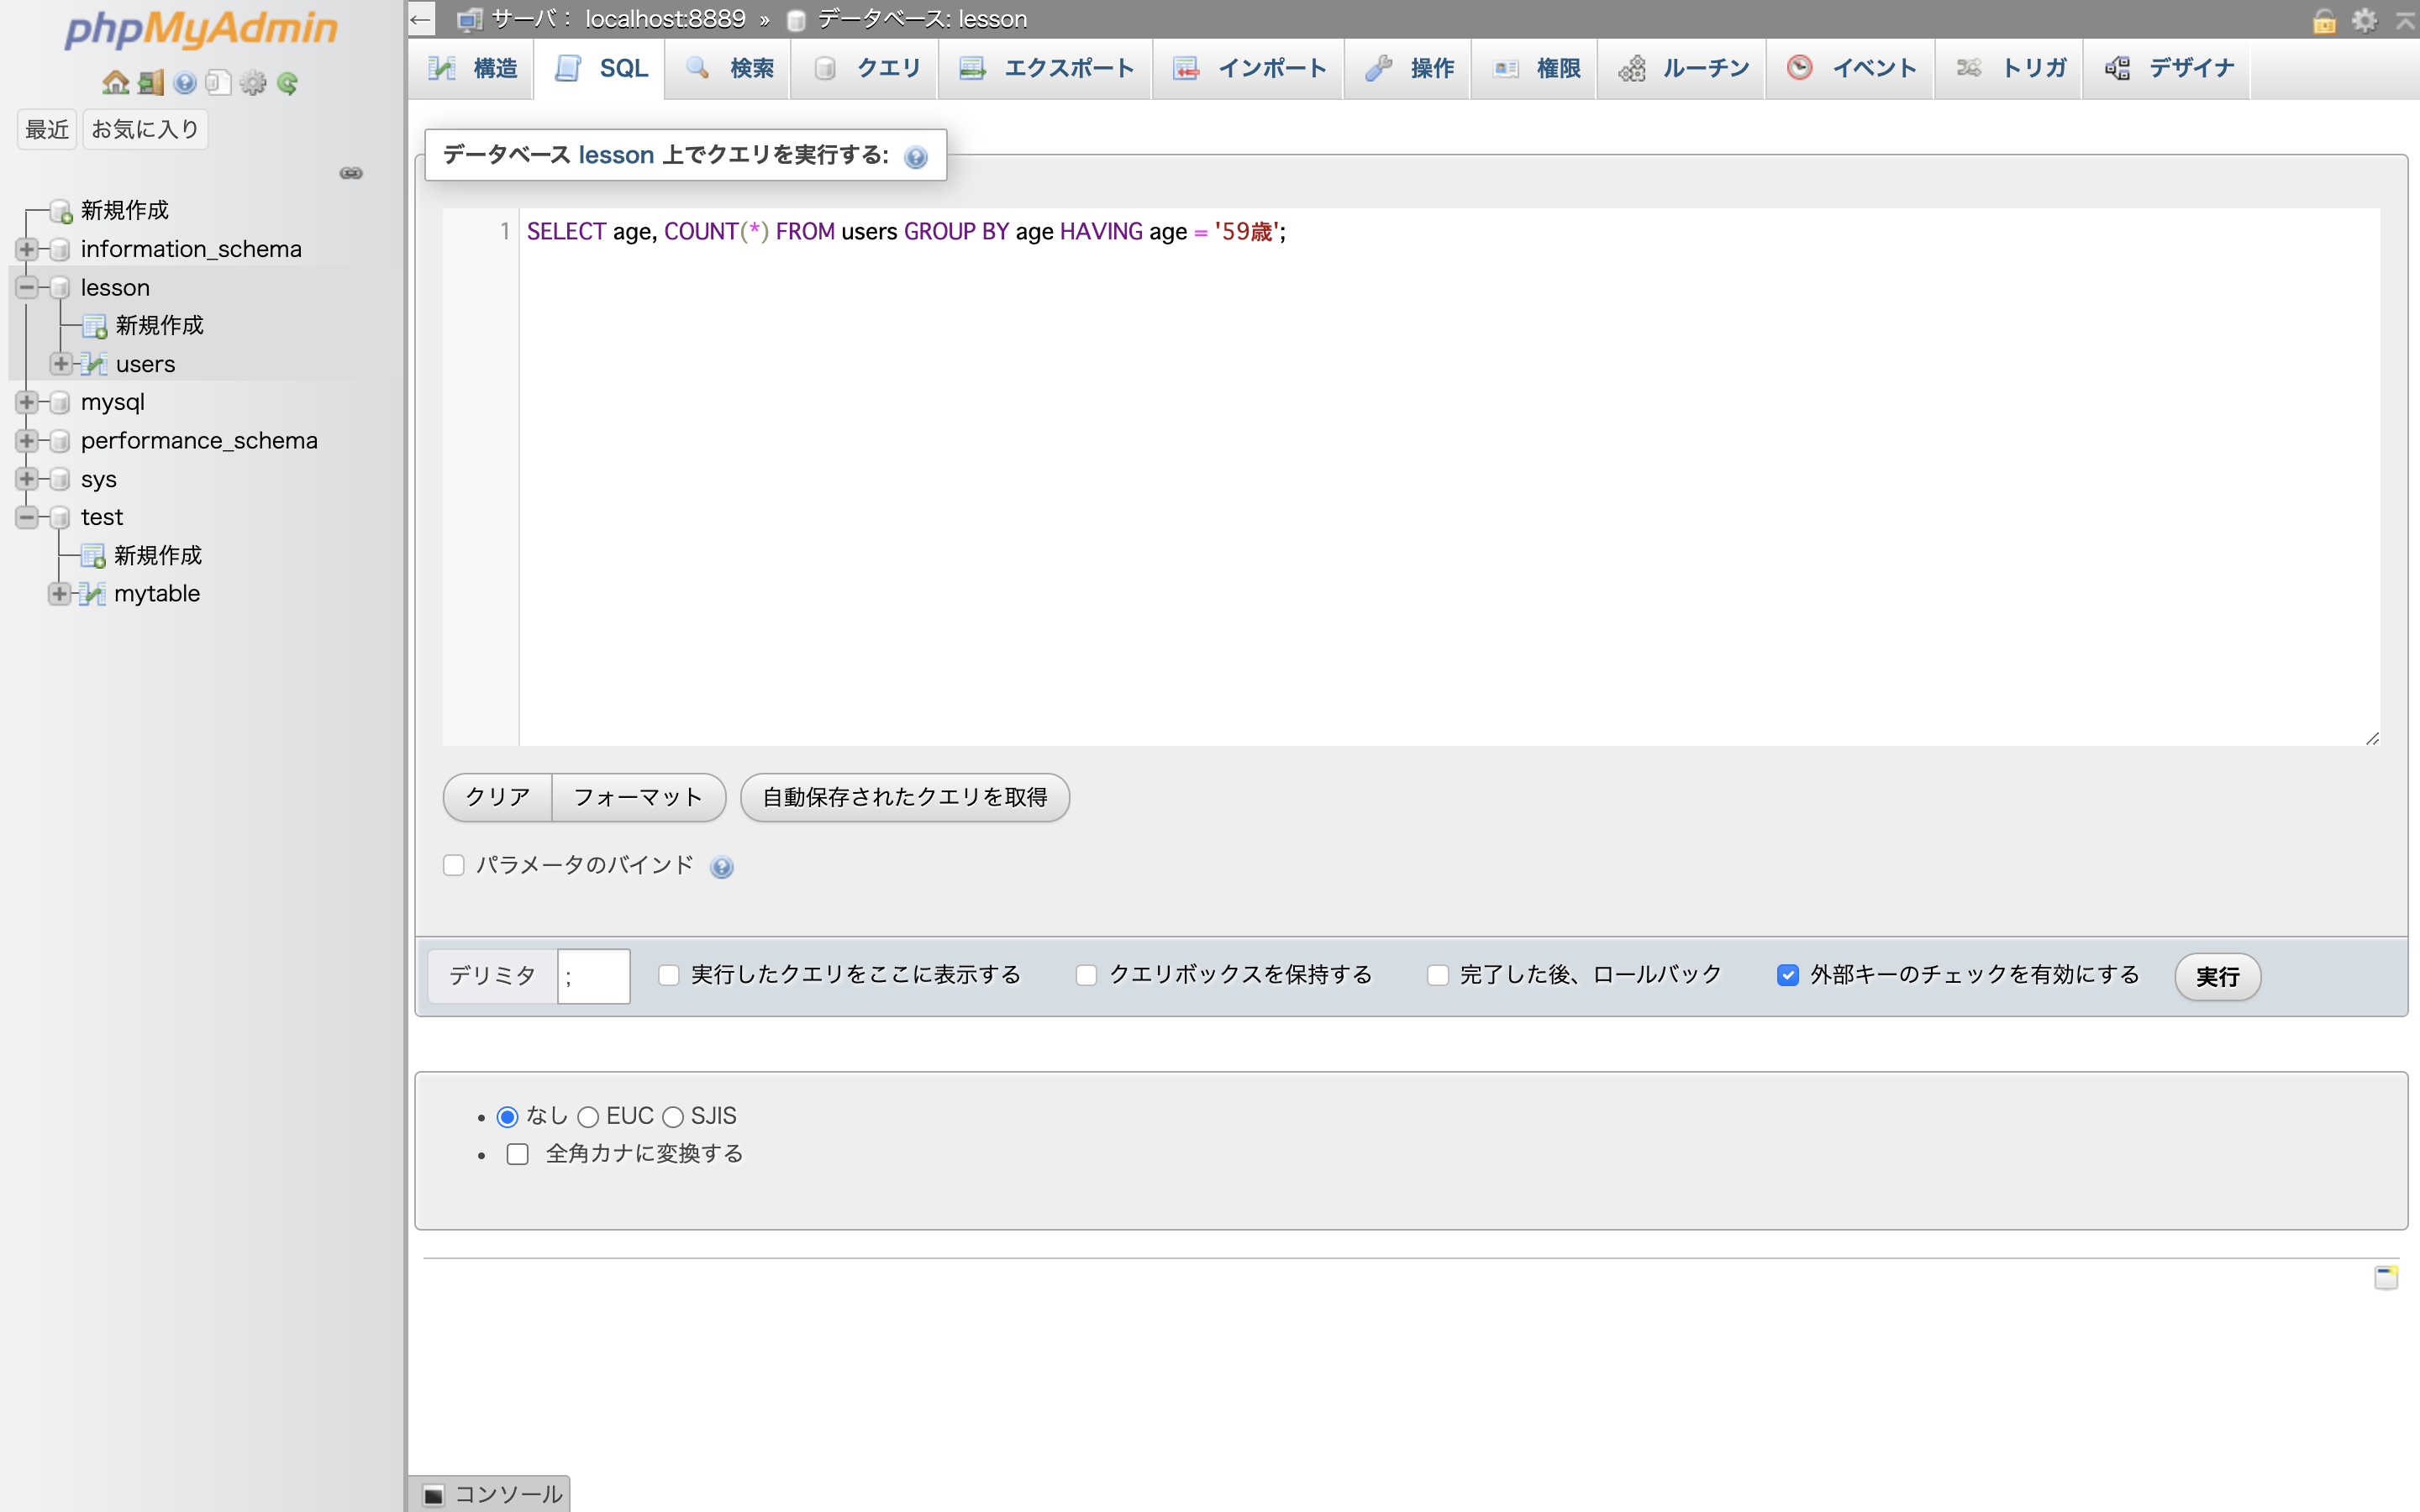 phpMyAdmin
最近 お気に入り
新規作成
information_schema
lesson
新規作成
users
mysql
performance_schema
sys
test
新規作成
mytable
← サーバ: localhost:8889 » データベース: lesson
構造 SQL 検索 クエリ エクスポート インポート 操作 権限 ルーチン イベント トリガ デザイナ
データベース lesson 上でクエリを実行する:
1 SELECT age, COUNT(*) FROM users GROUP BY age HAVING age = '59歳';
クリア フォーマット 自動保存されたクエリを取得
パラメータのバインド
デリミタ ; 実行したクエリをここに表示する クエリボックスを保持する 完了した後、ロールバック 外部キーのチェックを有効にする 実行
なし EUC SJIS
全角カナに変換する
コンソール